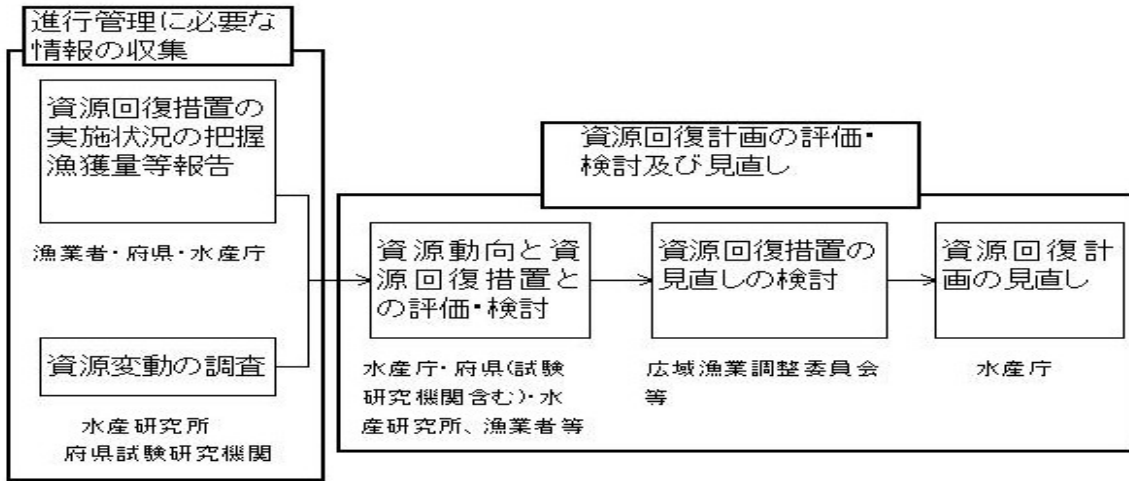 進行管理に必要な
情報の収集
資源回復措置の
実施状況の把握
漁獲量等報告
漁業者・府県・水産庁
資源変動の調査
水産研究所
府県試験研究機関
資源回復計画の評価・
検討及び見直し
資源動向と資
源回復措置と
の評価・検討
水産庁・府県(試験
研究機関含む)・水
産研究所、漁業者等
資源回復措置の
見直しの検討
広域漁業調整委員会
等
資源回復計
画の見直し
水産庁